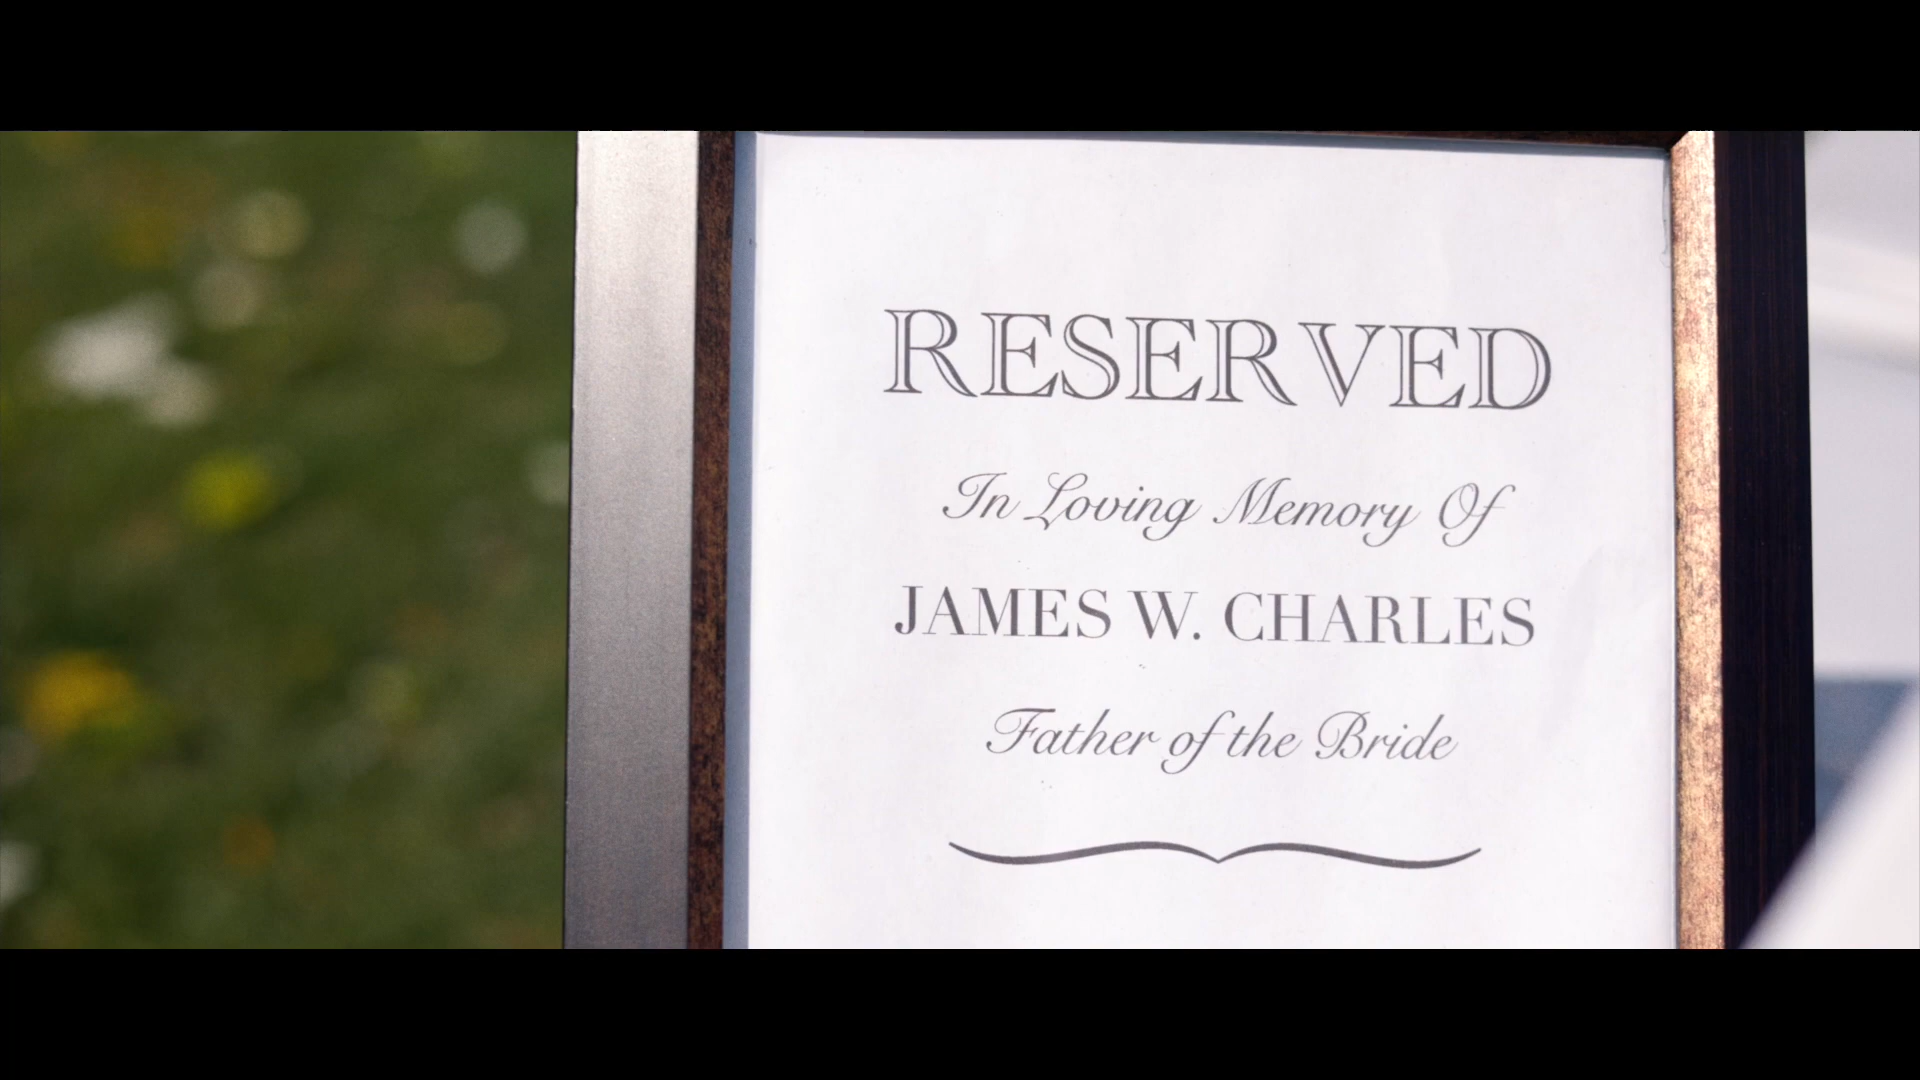 RESERVED
In Loving Memory Of
JAMES W. CHARLES
Father of the Bride